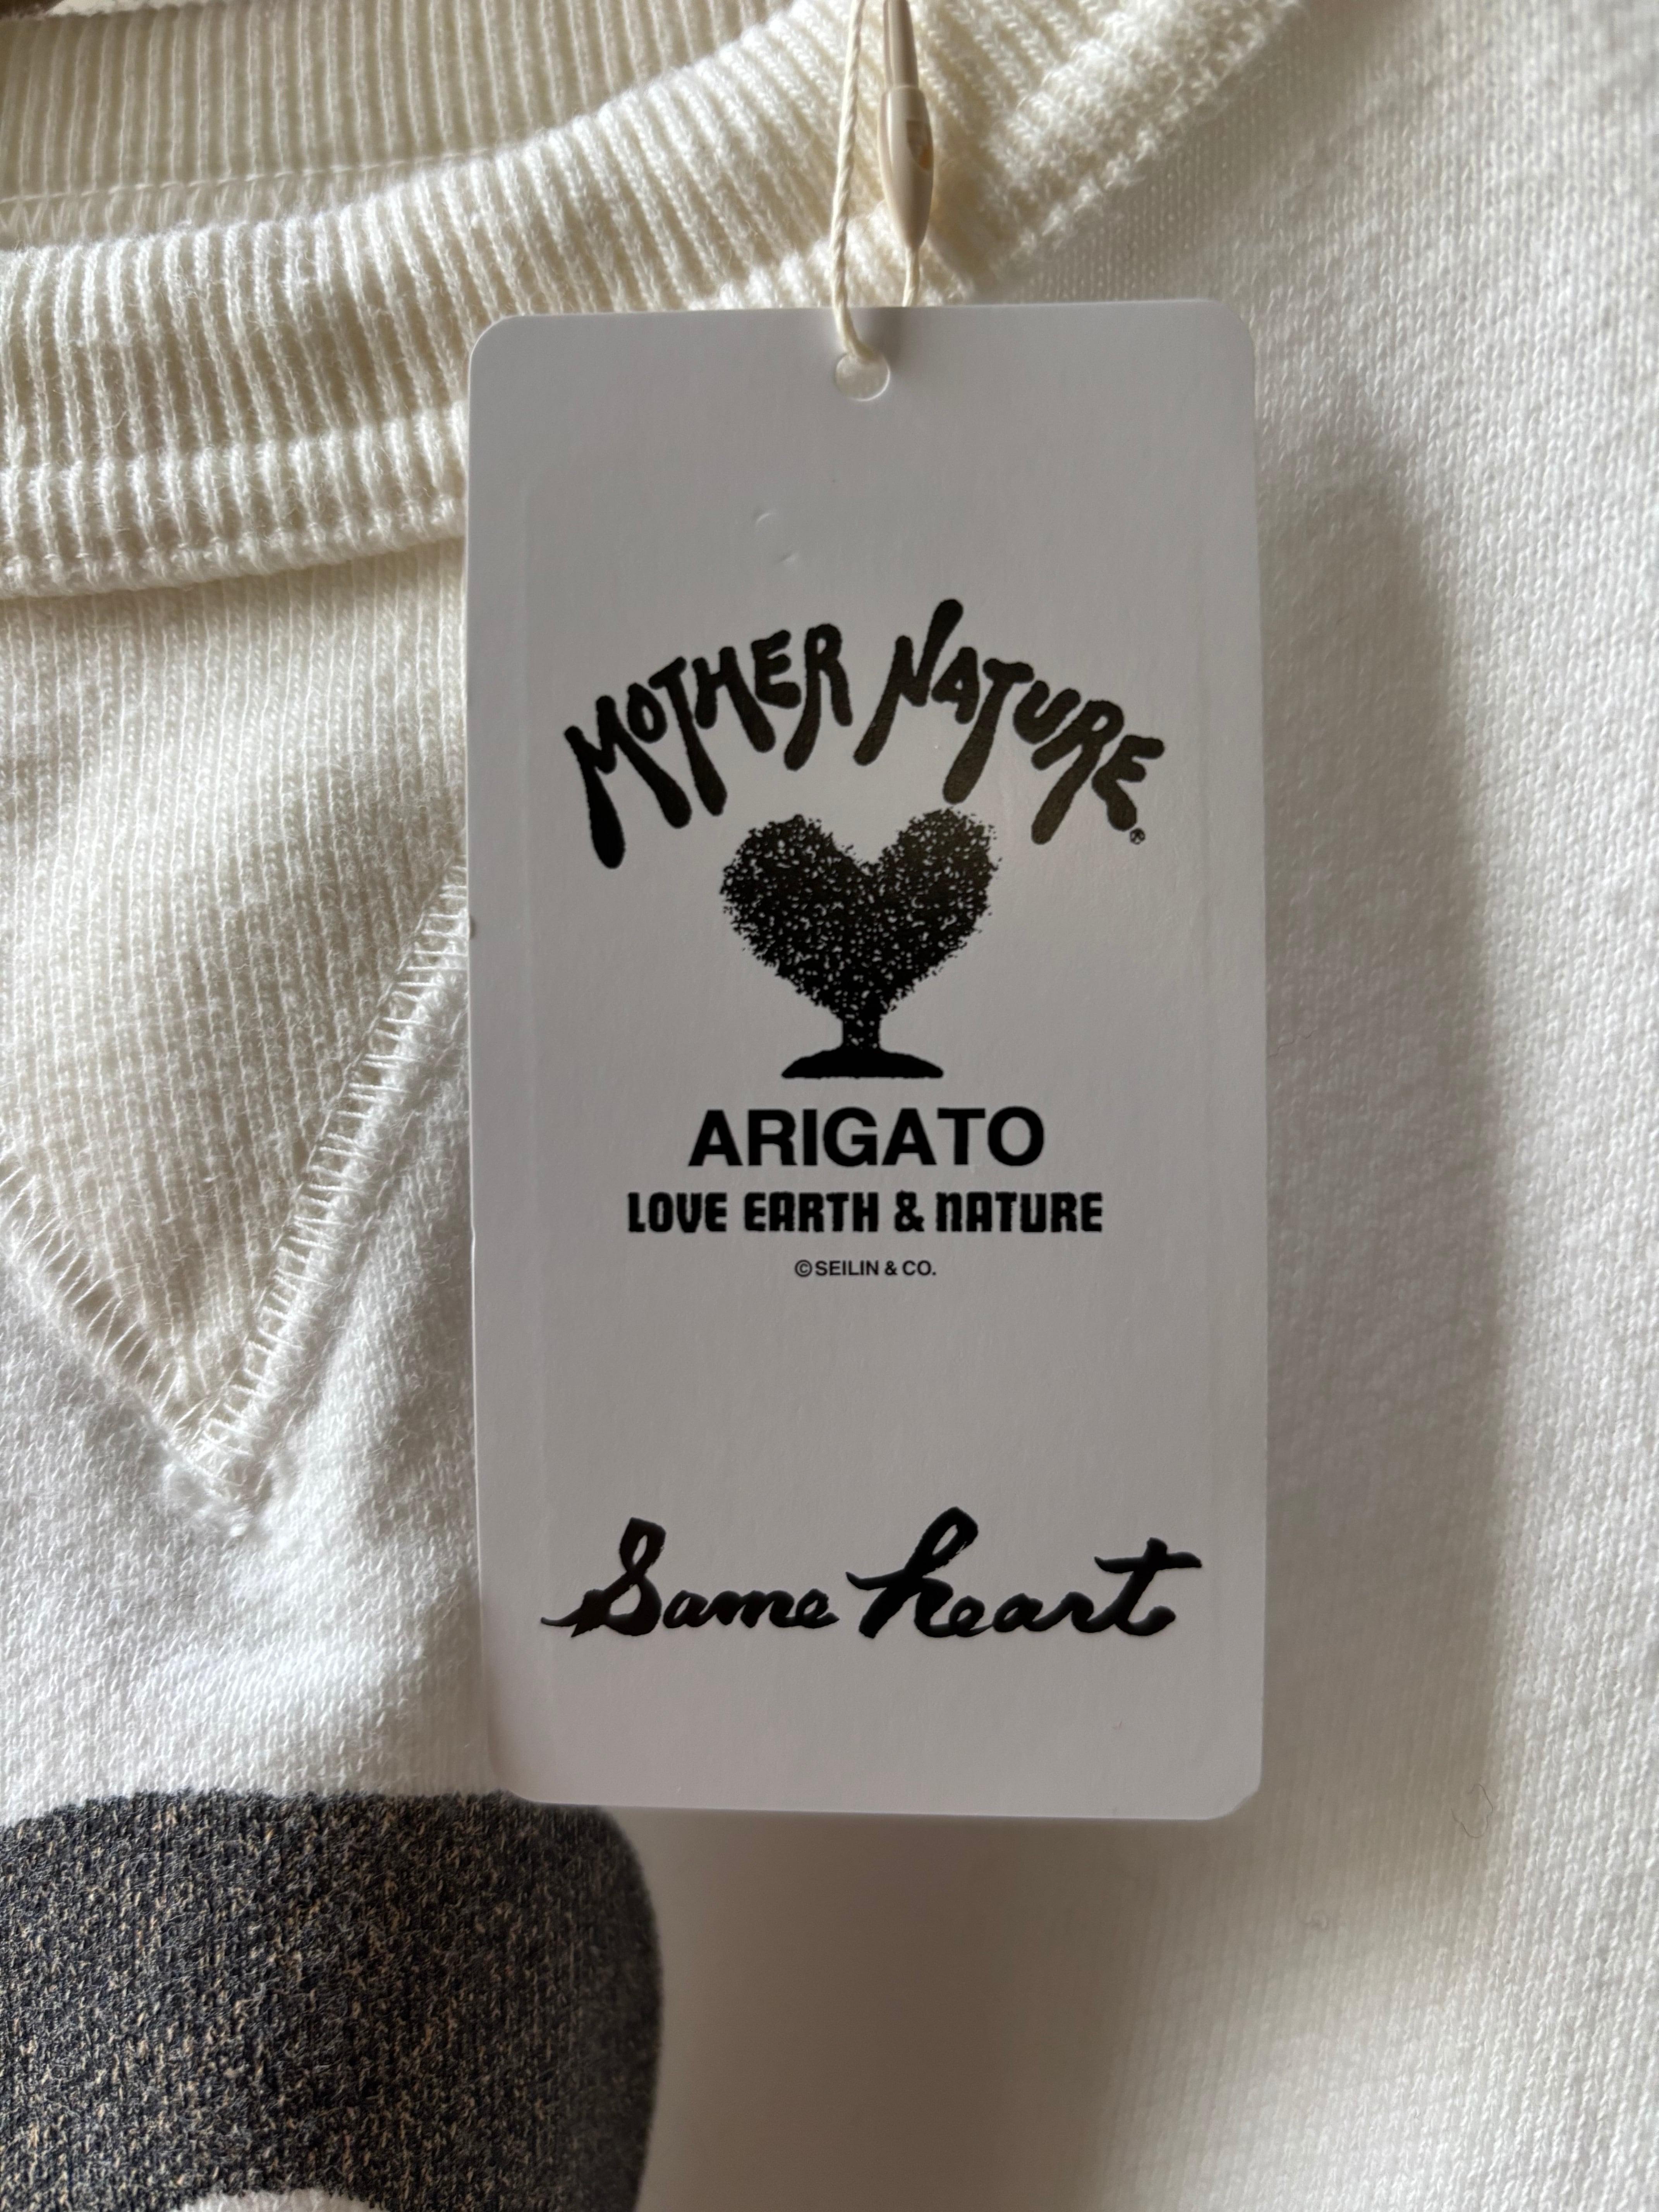 MOTHER NATURE®
ARIGATO
LOVE EARTH & NATURE
©SEILIN & CO.
Same heart